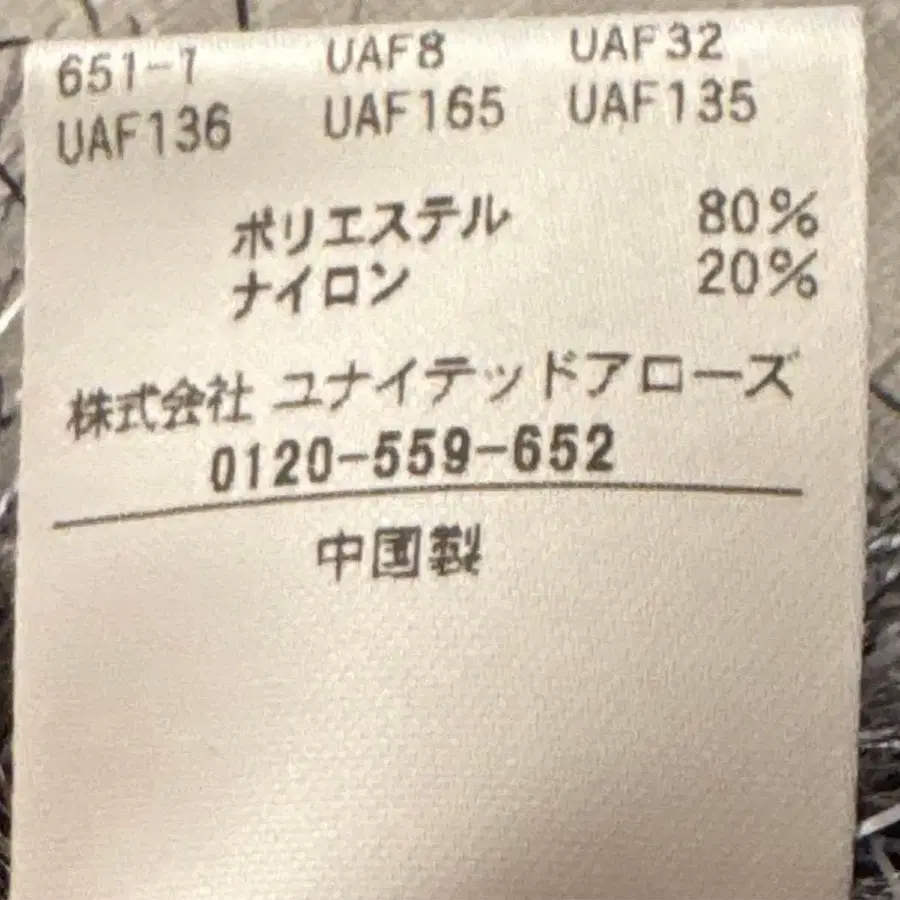 651-7 UAF8 UAF32
UAF136 UAF165 UAF135
ポリエステル 80%
ナイロン 20%
株式会社 ユナイテッドアローズ
0120-559-652
中国製